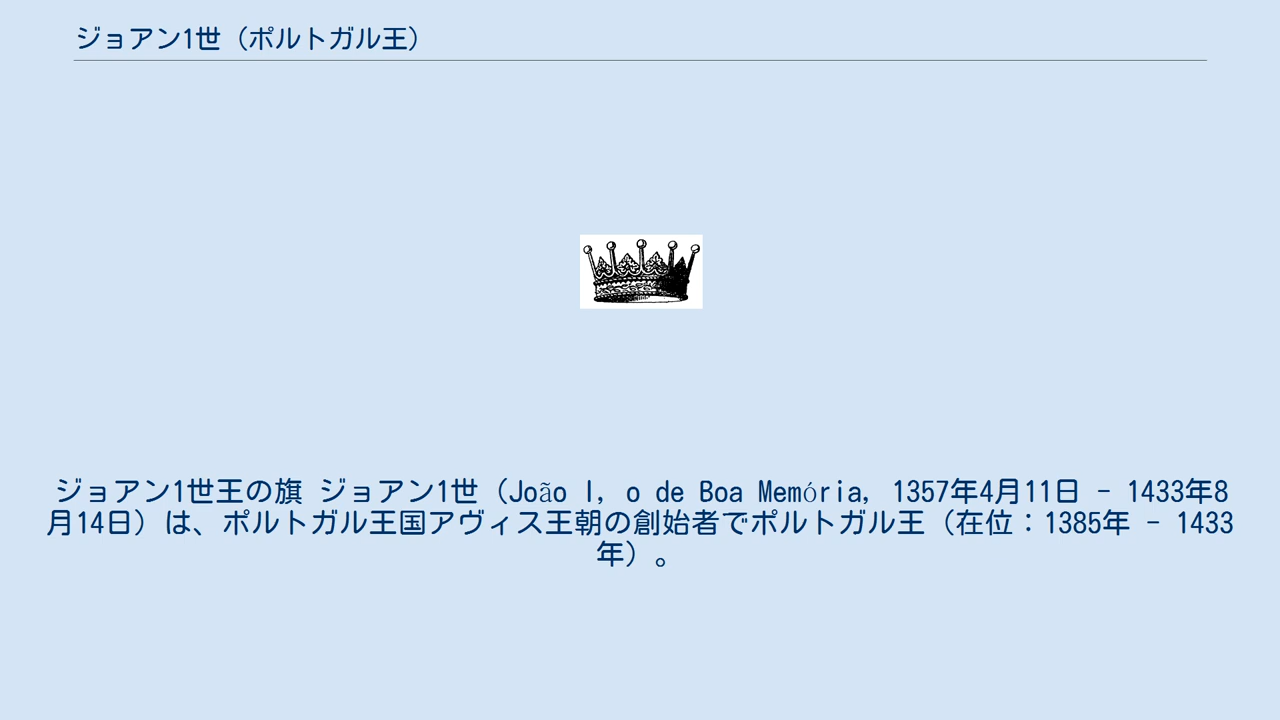 ジョアン1世（ポルトガル王）
ジョアン1世王の旗 ジョアン1世（João I, o de Boa Memória, 1357年4月11日 - 1433年8
月14日）は、ポルトガル王国アヴィス王朝の創始者でポルトガル王（在位：1385年 - 1433
年）。